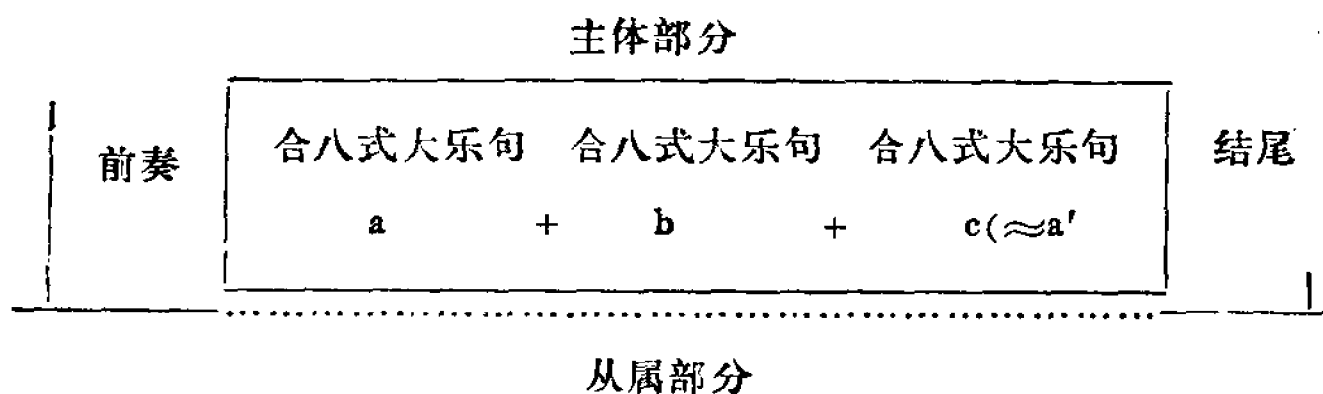 主体部分
前奏 合八式大乐句 合八式大乐句 合八式大乐句 结尾
a + b + c(≈a′
从属部分